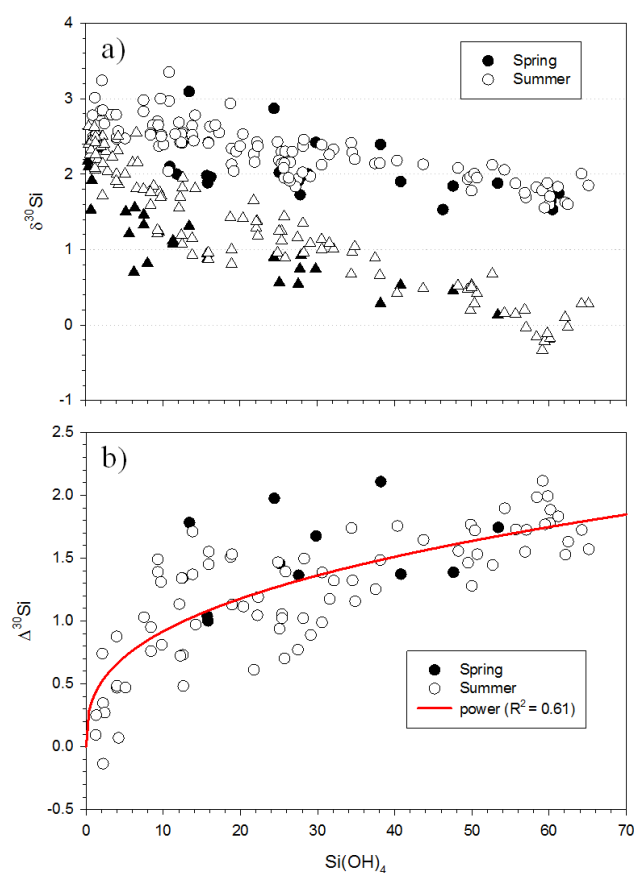 a)
Spring
Summer
4
3
2
1
0
-1
δ³⁰Si
b)
2.5
2.0
1.5
1.0
0.5
0.0
-0.5
Δ³⁰Si
Spring
Summer
power (R² = 0.61)
0 10 20 30 40 50 60 70
Si(OH)₄